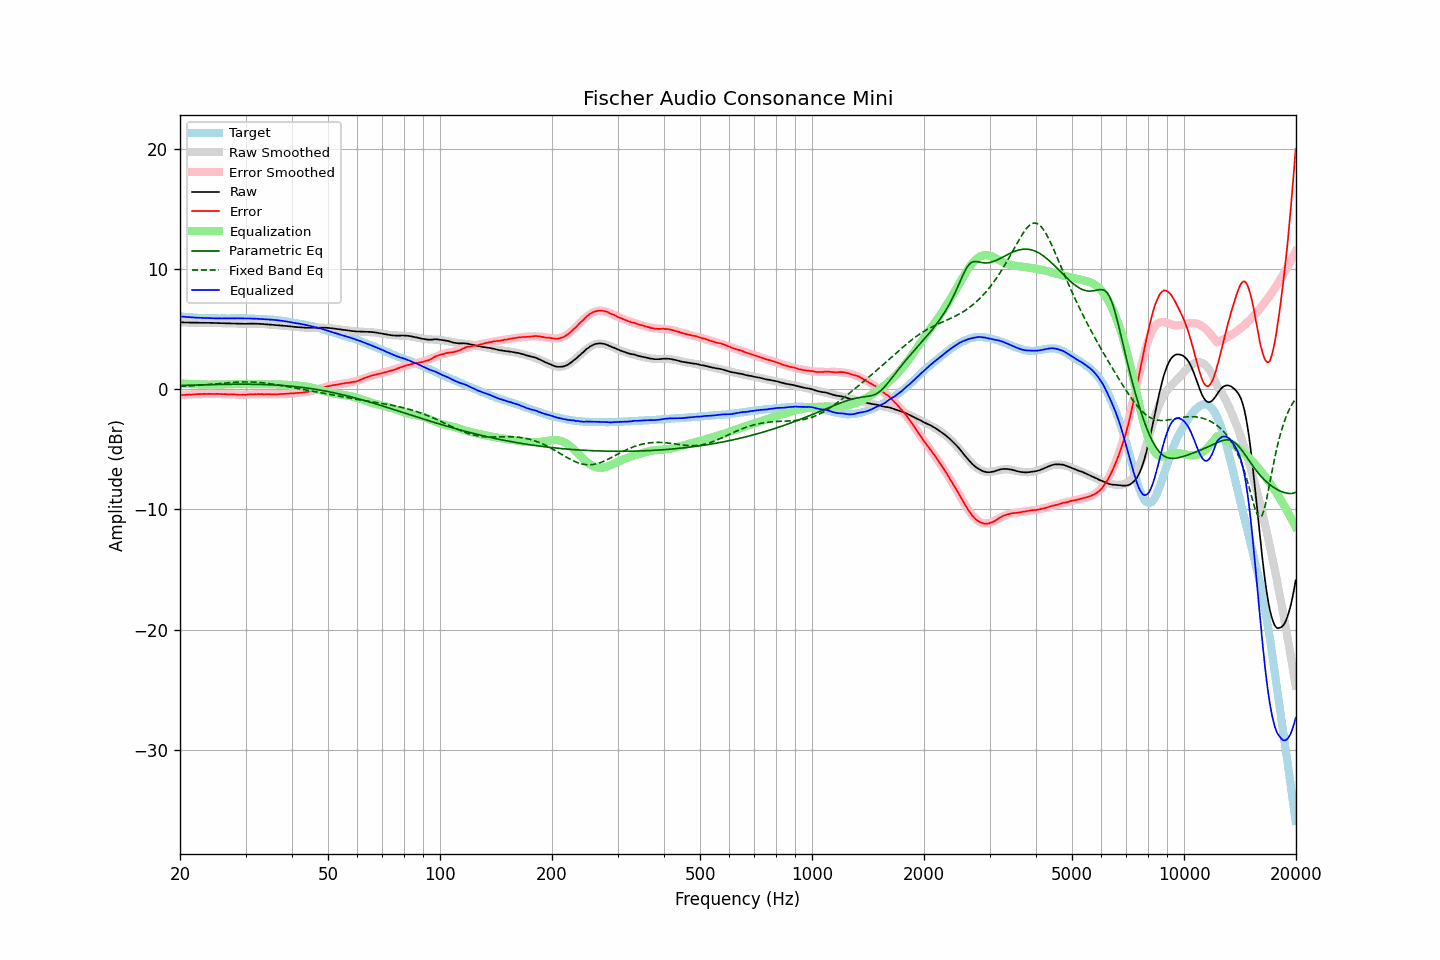 Fischer Audio Consonance Mini
Target
Raw Smoothed
Error Smoothed
Raw
Error
Equalization
Parametric Eq
Fixed Band Eq
Equalized
Amplitude (dBr)
20
10
0
−10
−20
−30
20 50 100 200 500 1000 2000 5000 10000 20000
Frequency (Hz)